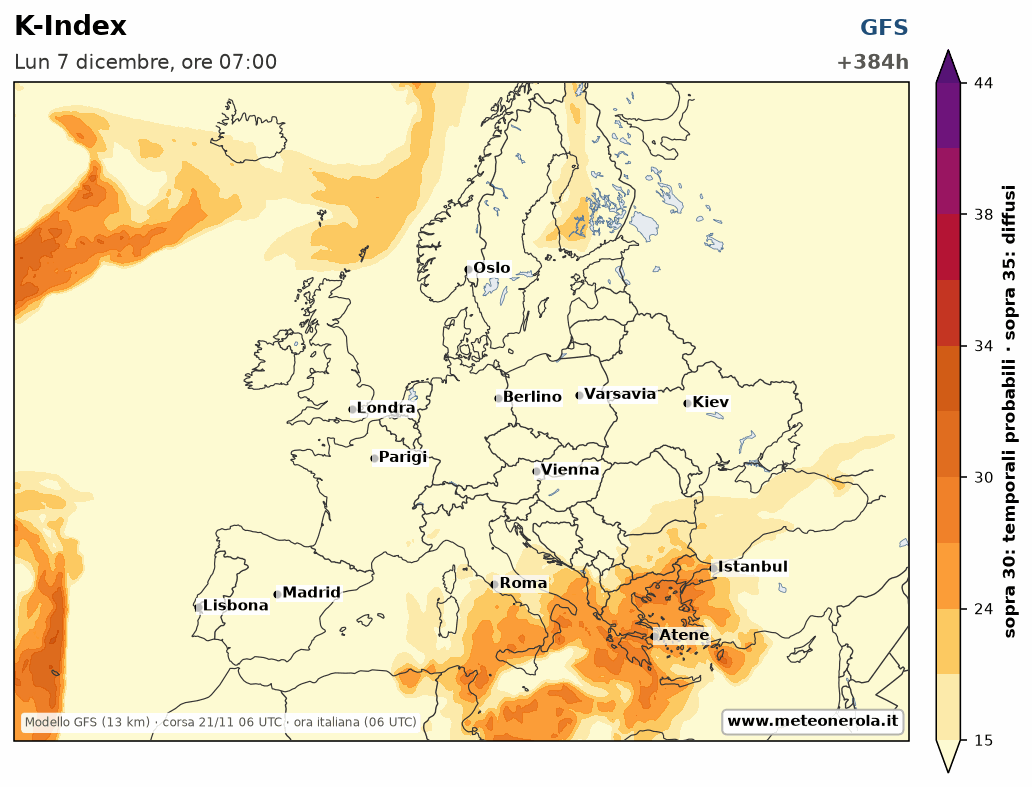 K-Index
GFS
Lun 7 dicembre, ore 07:00
+384h
44
38
34
30
24
15
sopra 30: temporali probabili · sopra 35: diffusi
Oslo
Berlino
Varsavia
Kiev
Londra
Parigi
Vienna
Istanbul
Roma
Madrid
Lisbona
Atene
Modello GFS (13 km) · corsa 21/11 06 UTC · ora italiana (06 UTC)
www.meteonerola.it